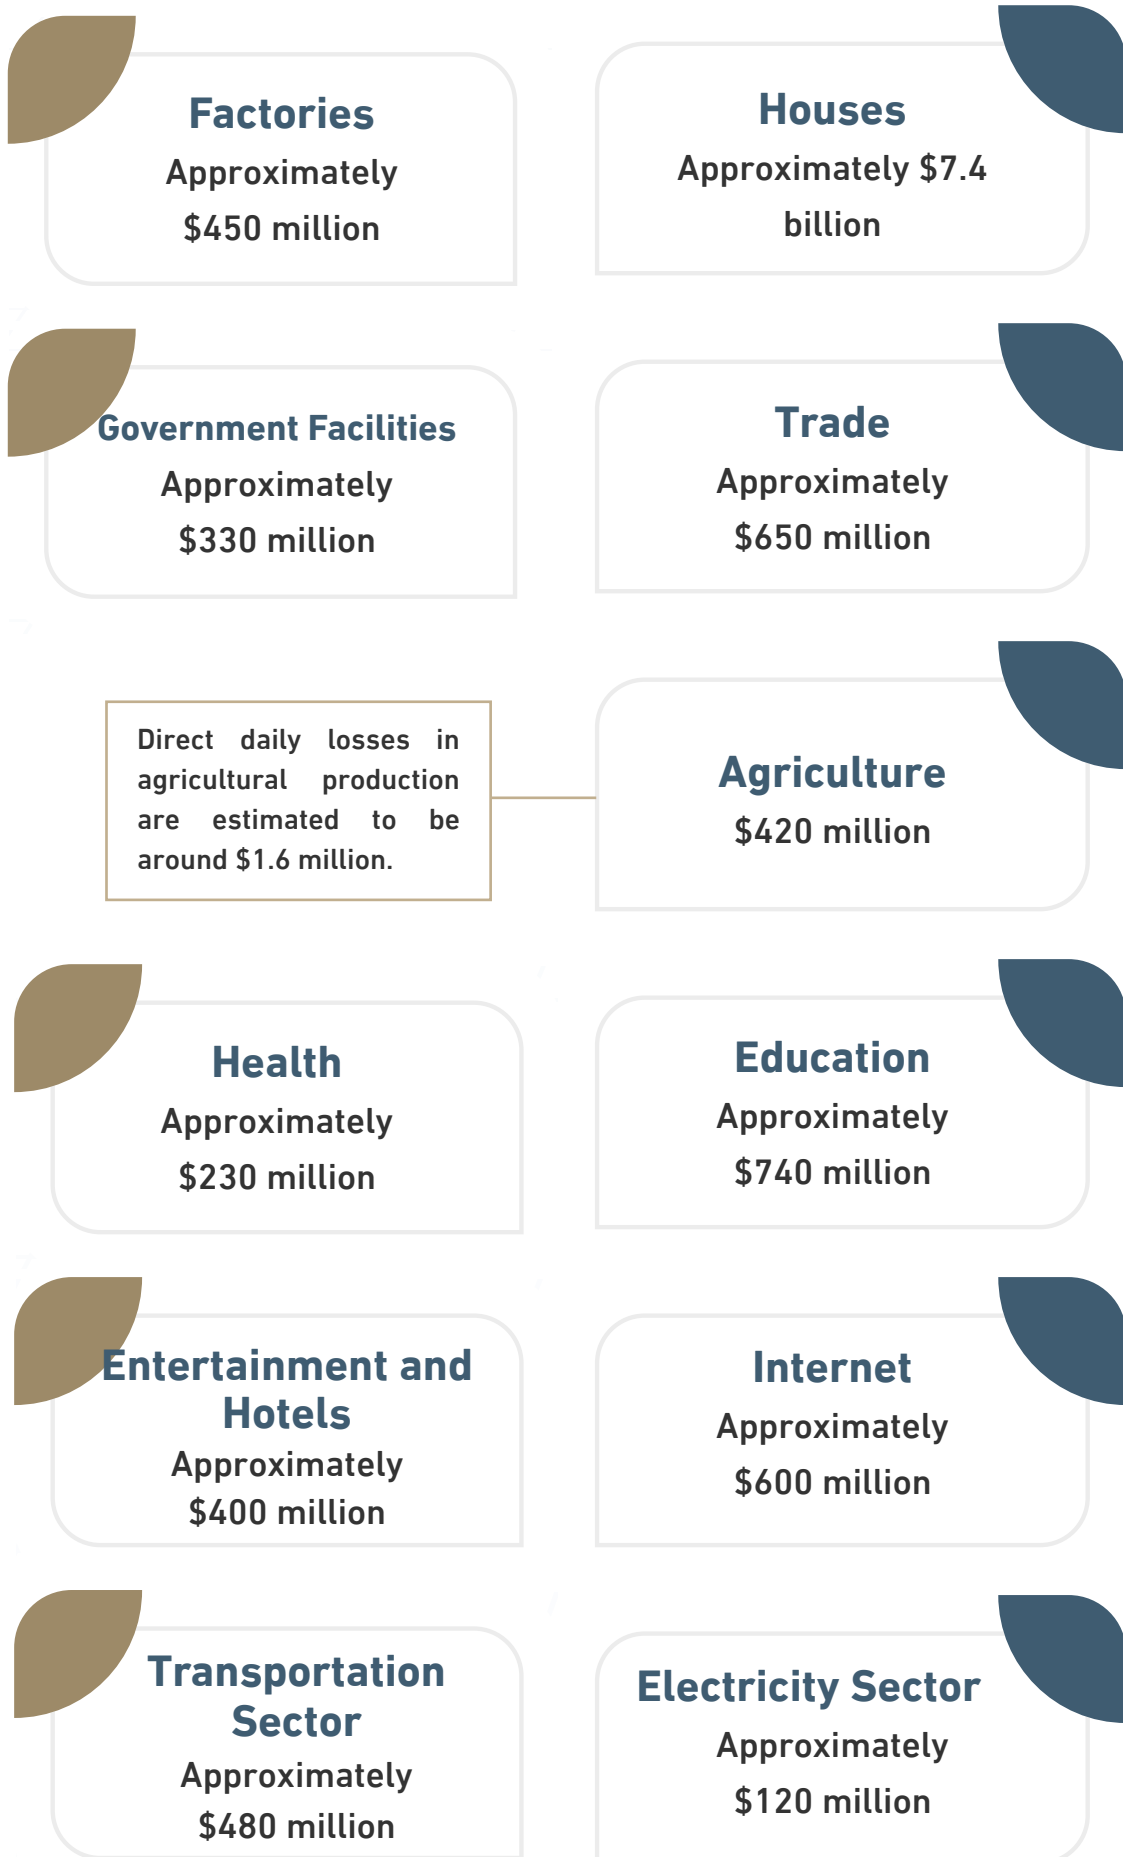 Factories
Approximately
$450 million
Houses
Approximately $7.4
billion
Government Facilities
Approximately
$330 million
Trade
Approximately
$650 million
Direct daily losses in
agricultural production
are estimated to be
around $1.6 million.
Agriculture
$420 million
Health
Approximately
$230 million
Education
Approximately
$740 million
Entertainment and
Hotels
Approximately
$400 million
Internet
Approximately
$600 million
Transportation
Sector
Approximately
$480 million
Electricity Sector
Approximately
$120 million